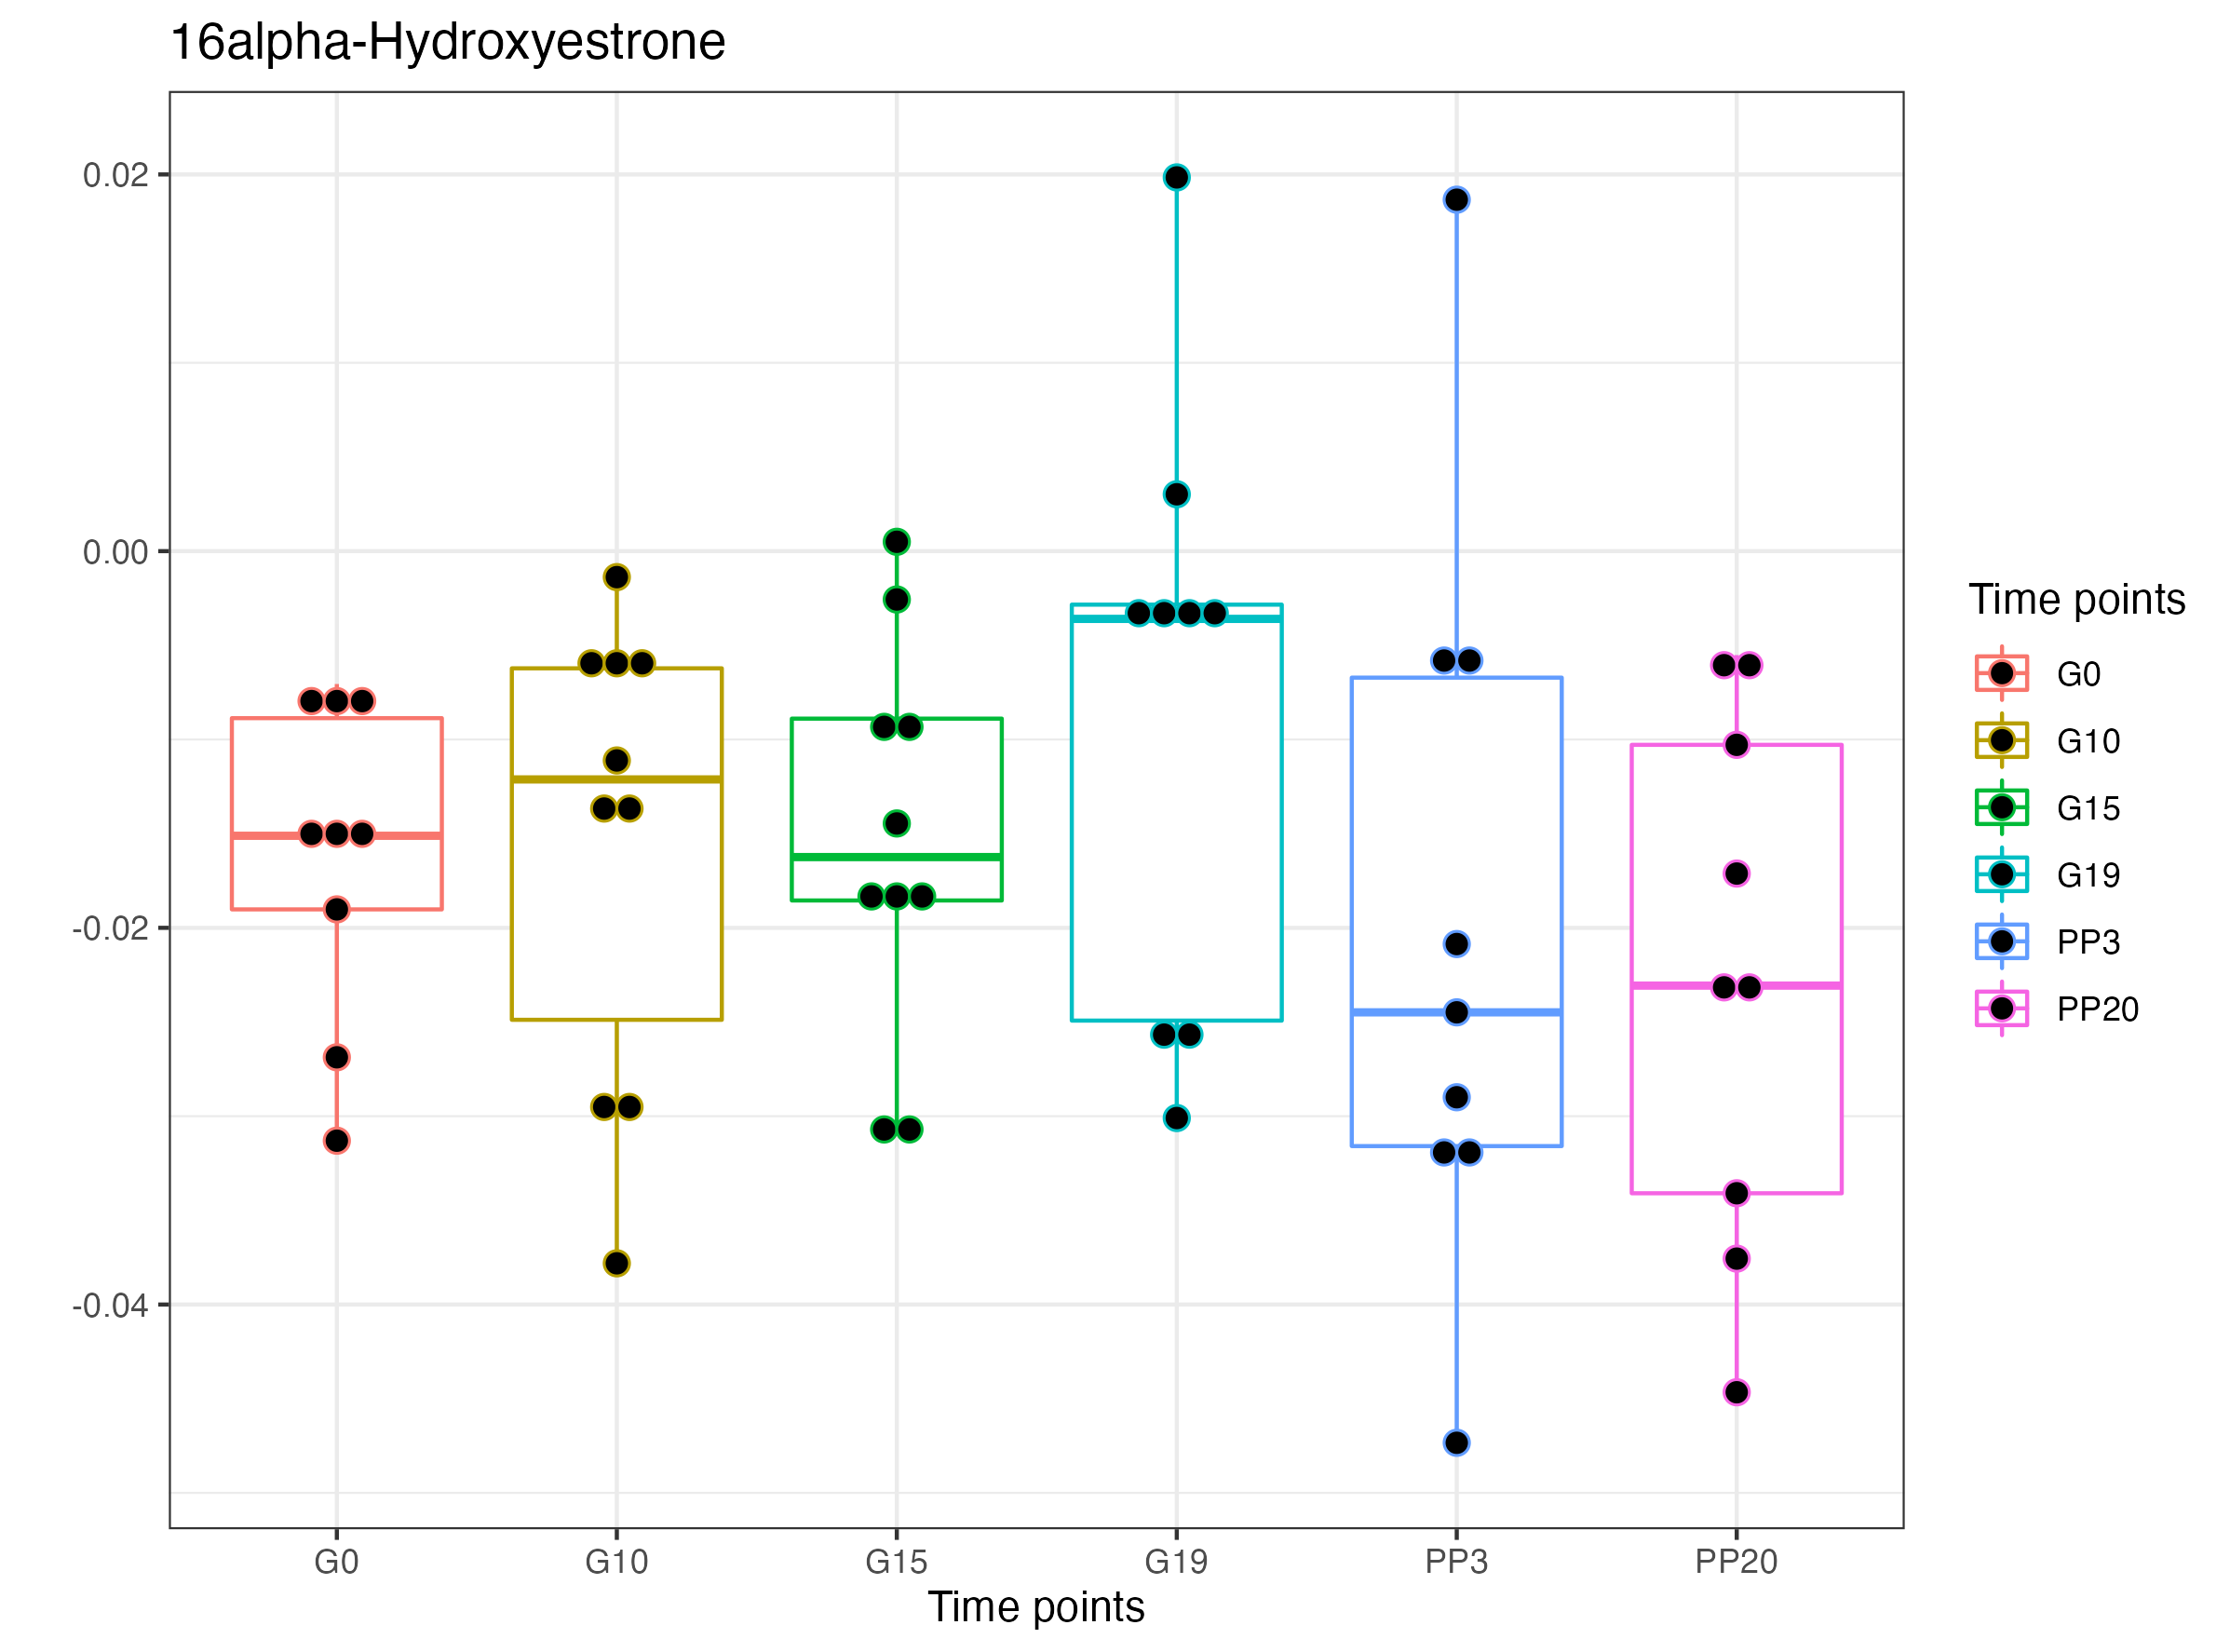 16alpha-Hydroxyestrone
0.02
0.00
-0.02
-0.04
G0 G10 G15 G19 PP3 PP20
Time points
Time points
G0
G10
G15
G19
PP3
PP20